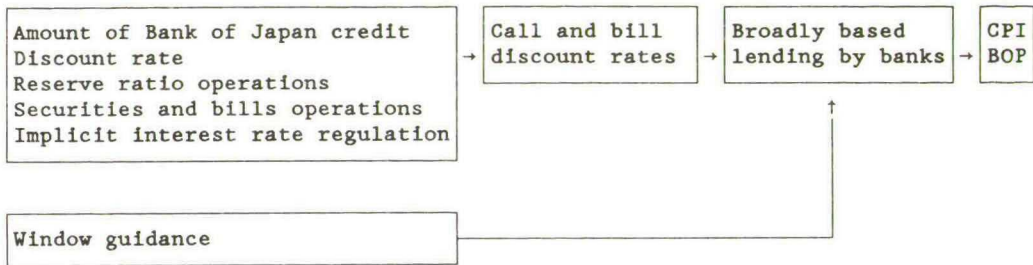 Amount of Bank of Japan credit
Discount rate
Reserve ratio operations
Securities and bills operations
Implicit interest rate regulation
→
Call and bill
discount rates
→
Broadly based
lending by banks
→
CPI
BOP
↑
Window guidance